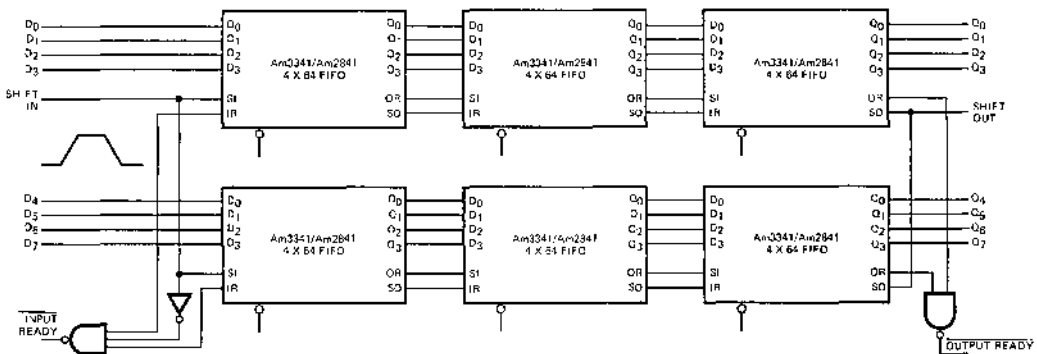 D0 D0 Q0 D0 Q0 D0 Q0 Q0
D1 D1 Q1 D1 Q1 D1 Q1 Q1
D2 D2 Q2 D2 Q2 D2 Q2 Q2
D3 D3 Q3 D3 Q3 D3 Q3 Q3
Am3341/Am2841 Am3341/Am2841 Am3341/Am2841
4 X 64 FIFO 4 X 64 FIFO 4 X 64 FIFO
SHIFT IN SI OR SI OR SI OR
IR SO IR SO IR SO SHIFT OUT
D4 D0 Q0 D0 Q0 D0 Q0 Q4
D5 D1 Q1 D1 Q1 D1 Q1 Q5
D6 D2 Q2 D2 Q2 D2 Q2 Q6
D7 D3 Q3 D3 Q3 D3 Q3 Q7
Am3341/Am2841 Am3341/Am2841 Am3341/Am2841
4 X 64 FIFO 4 X 64 FIFO 4 X 64 FIFO
SI OR SI OR SI OR
IR SO IR SO IR SO
INPUT READY
OUTPUT READY